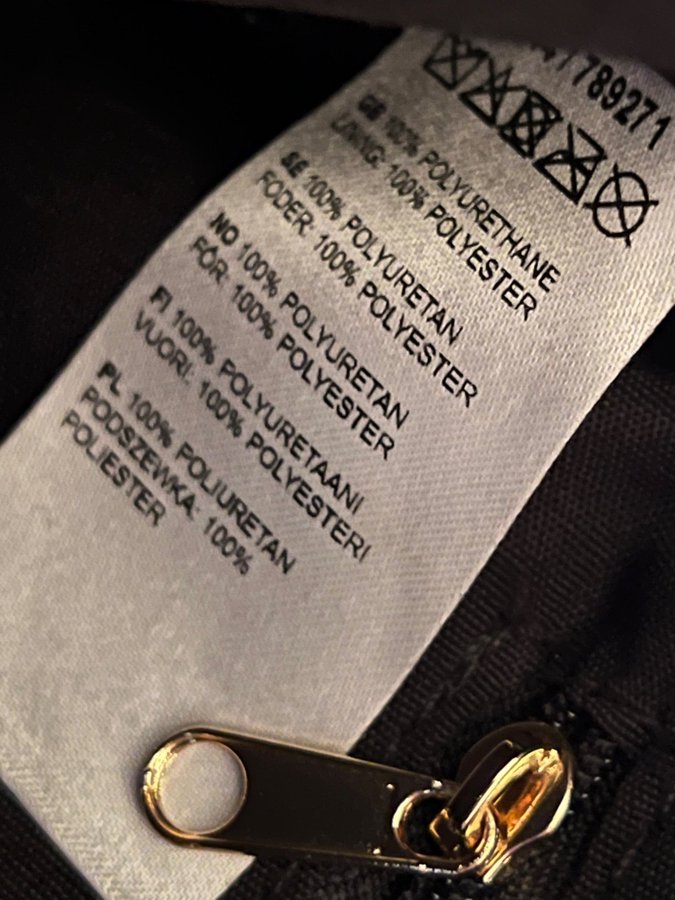 789271
GB 100% POLYURETHANE
LINING: 100% POLYESTER
SE 100% POLYURETAN
FODER: 100% POLYESTER
NO 100% POLYURETAN
FÔR: 100% POLYESTER
FI 100% POLYURETAANI
VUORI: 100% POLYESTERI
PL 100% POLIURETAN
PODSZEWKA: 100%
POLIESTER